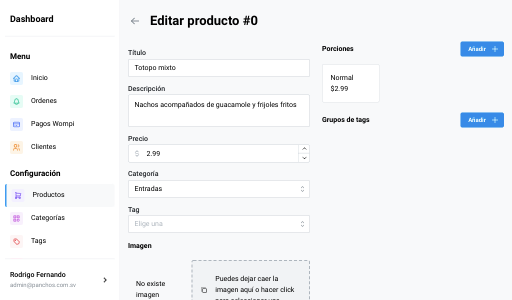 Dashboard
Menu
Inicio
Ordenes
Pagos Wompi
Clientes
Configuración
Productos
Categorías
Tags
Rodrigo Fernando
admin@panchos.com.sv
Editar producto #0
Título
Totopo mixto
Descripción
Nachos acompañados de guacamole y frijoles fritos
Precio
$ 2.99
Categoría
Entradas
Tag
Elige una
Imagen
No existe
imagen
Puedes dejar caer la
imagen aquí o hacer click
Porciones
Añadir +
Normal
$2.99
Grupos de tags
Añadir +